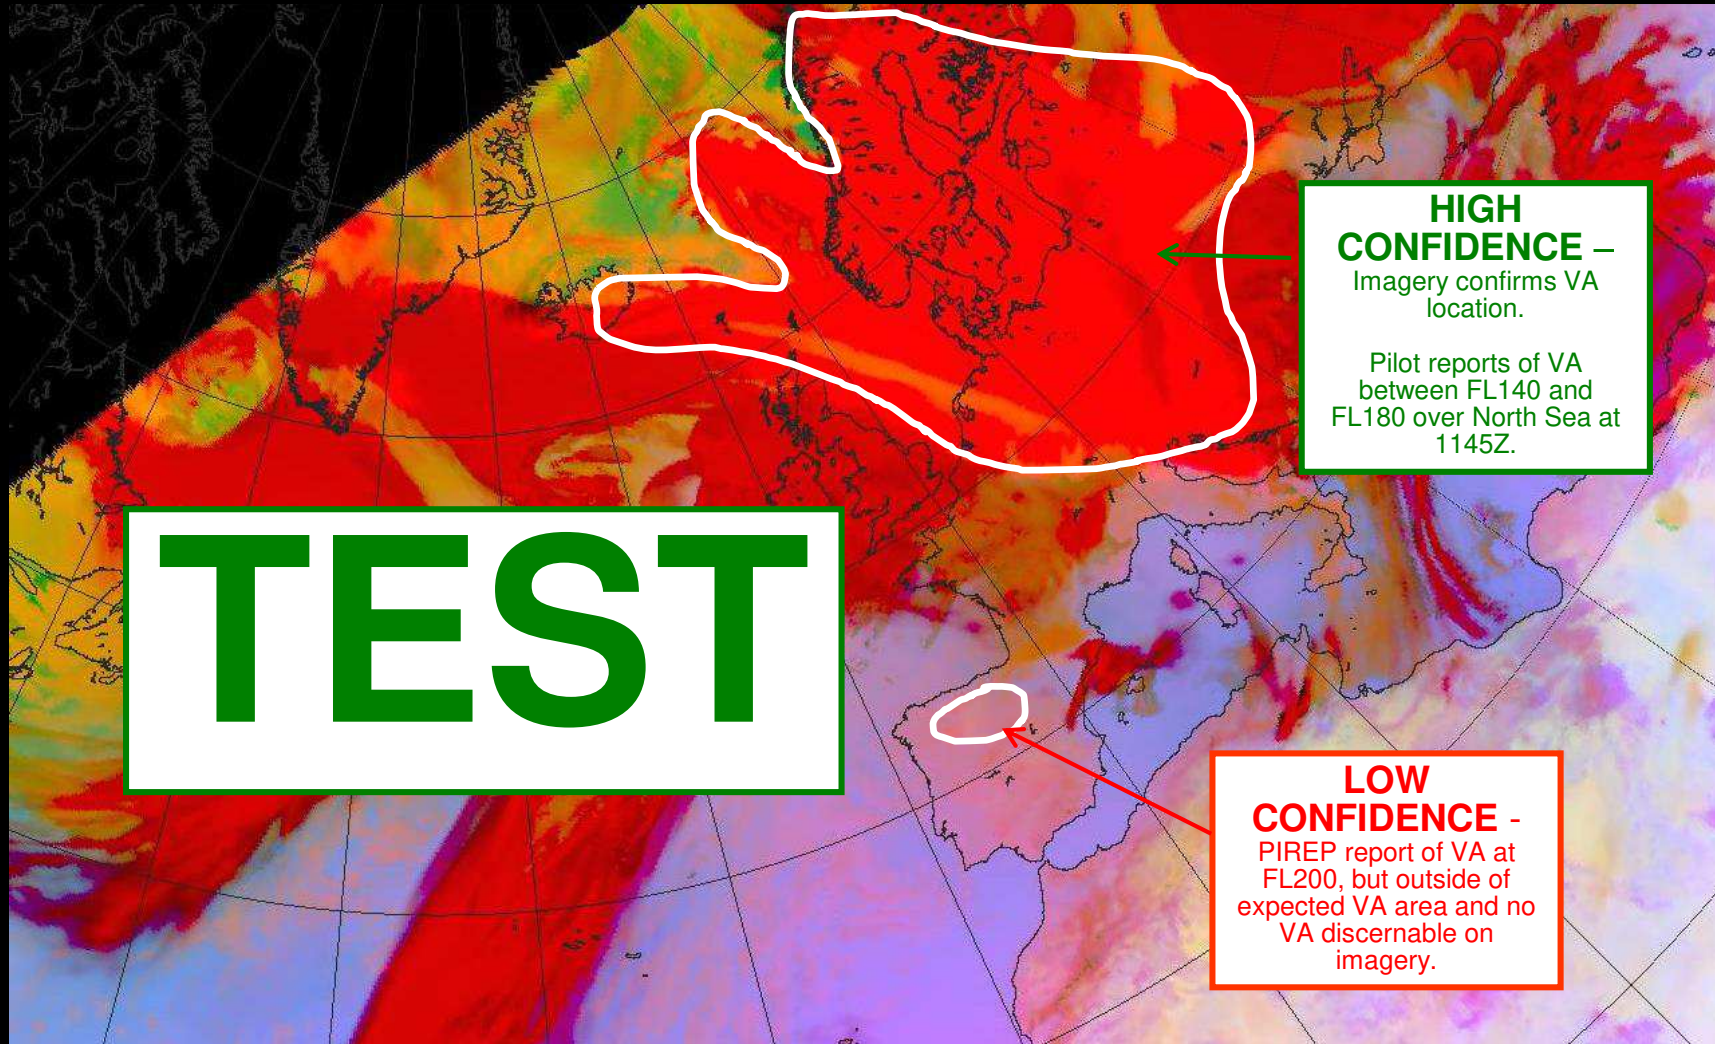 HIGH
CONFIDENCE –
Imagery confirms VA
location.
Pilot reports of VA
between FL140 and
FL180 over North Sea at
1145Z.
TEST
LOW
CONFIDENCE -
PIREP report of VA at
FL200, but outside of
expected VA area and no
VA discernable on
imagery.